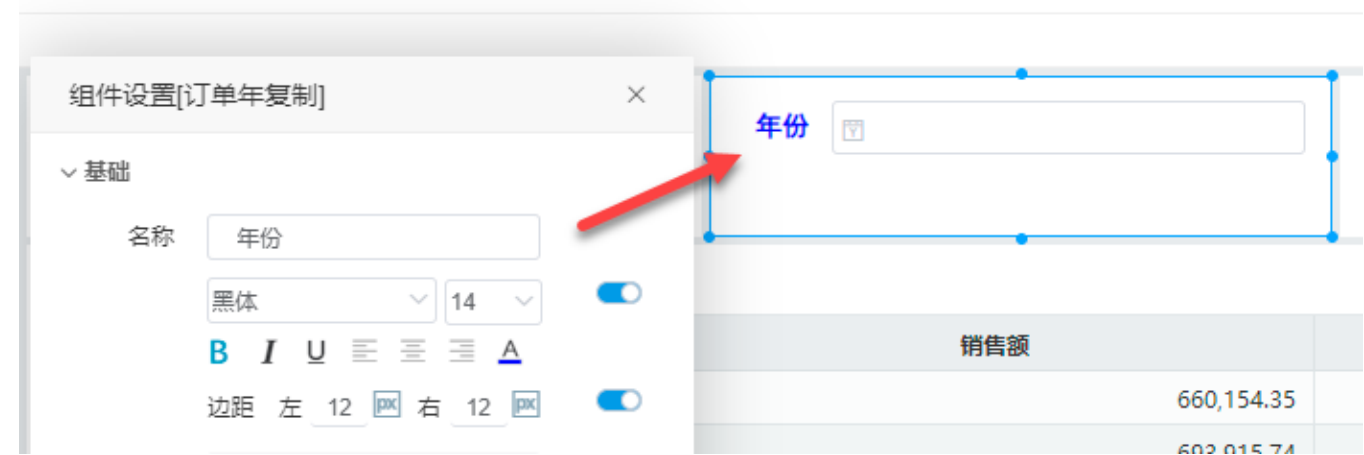 组件设置[订单年复制]
基础
名称 年份
黑体 14
B I U A
边距 左 12 px 右 12 px
年份
销售额
660,154.35
693,915.74